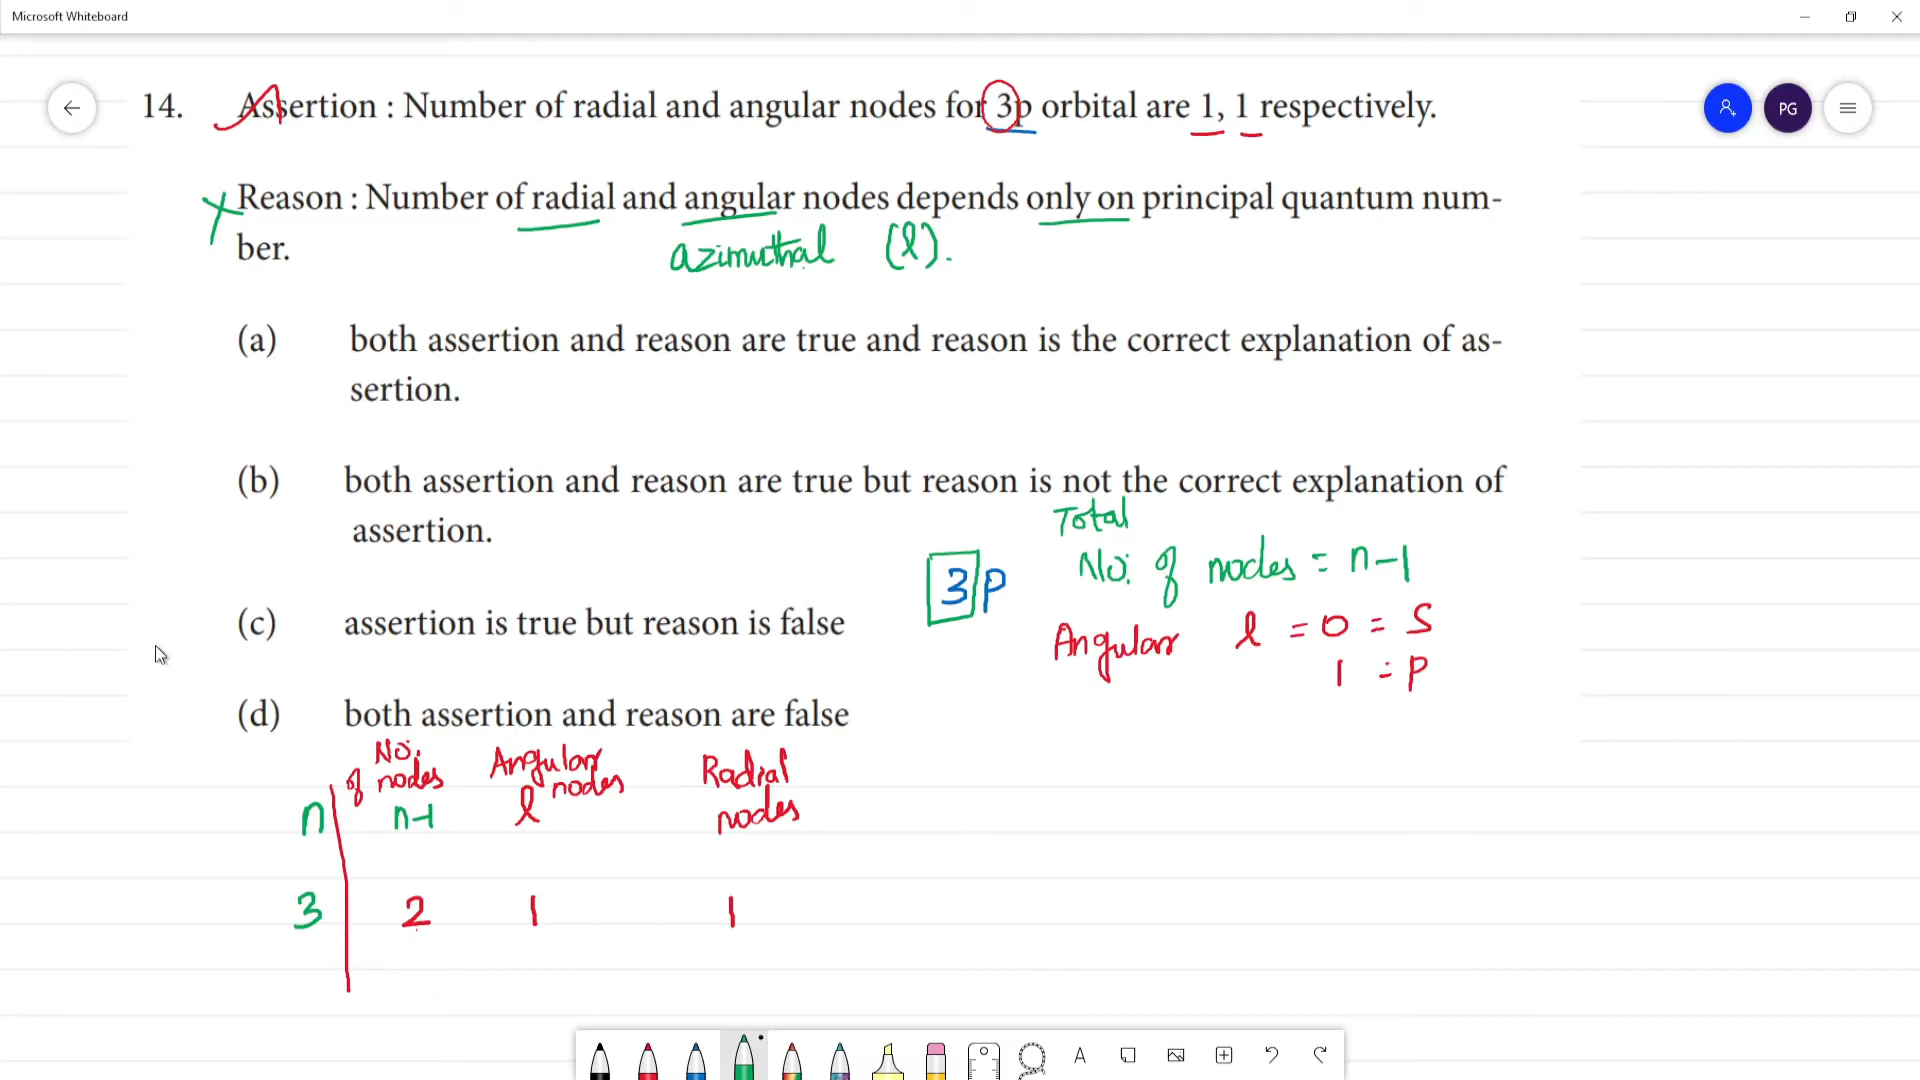 Microsoft Whiteboard
14. Assertion : Number of radial and angular nodes for 3p orbital are 1, 1 respectively.
PG
Reason : Number of radial and angular nodes depends only on principal quantum num-
ber.
azimuthal (l).
(a) both assertion and reason are true and reason is the correct explanation of as-
sertion.
(b) both assertion and reason are true but reason is not the correct explanation of
assertion.
Total
3p No. of nodes = n-1
(c) assertion is true but reason is false
Angular l = 0 = S
1 = P
(d) both assertion and reason are false
No. of nodes Angular nodes Radial nodes
n n-1 l
3 2 1 1
A